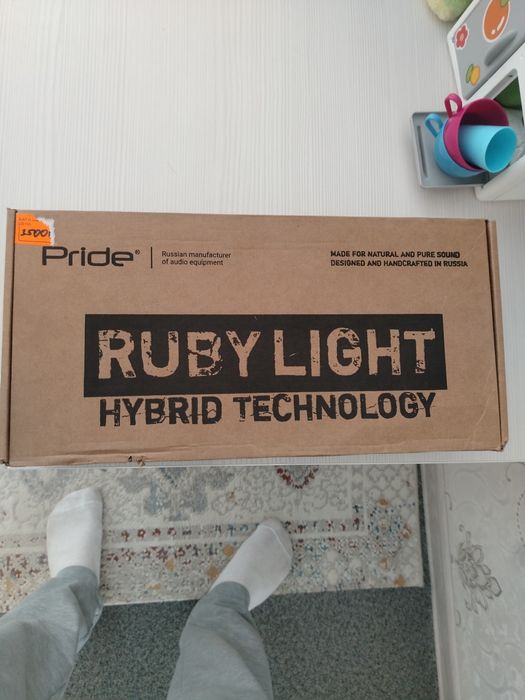 3500
Pride®
Russian manufacturer
of audio equipment
MADE FOR NATURAL AND PURE SOUND
DESIGNED AND HANDCRAFTED IN RUSSIA
RUBY LIGHT
HYBRID TECHNOLOGY